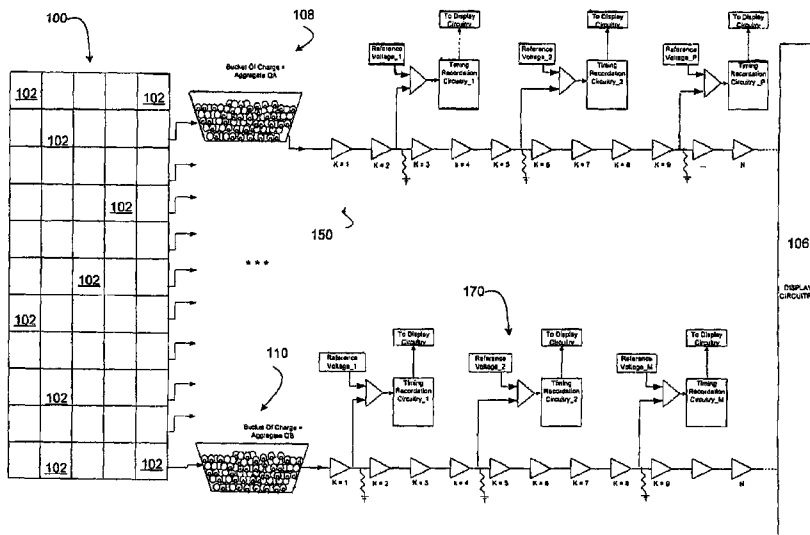 100
108
102
102
102
102
102
102
102
102
102
Bucket Of Charge =
Aggregate QA
To Display
Circuitry
Reference
Voltage_1
Timing
Recordation
Circuitry_1
To Display
Circuitry
Reference
Voltage_2
Timing
Recordation
Circuitry_2
To Display
Circuitry
Reference
Voltage_P
Timing
Recordation
Circuitry_P
K = 1
K = 2
K = 3
k = 4
K = 5
K = 6
K = 7
K = 8
K = 9
...
N
150
***
106
DISPLAY
CIRCUITRY
170
110
Bucket Of Charge =
Aggregate QB
To Display
Circuitry
Reference
Voltage_1
Timing
Recordation
Circuitry_1
To Display
Circuitry
Reference
Voltage_2
Timing
Recordation
Circuitry_2
To Display
Circuitry
Reference
Voltage_M
Timing
Recordation
Circuitry_M
K = 1
K = 2
K = 3
k = 4
K = 5
K = 6
K = 7
K = 8
K = 9
N